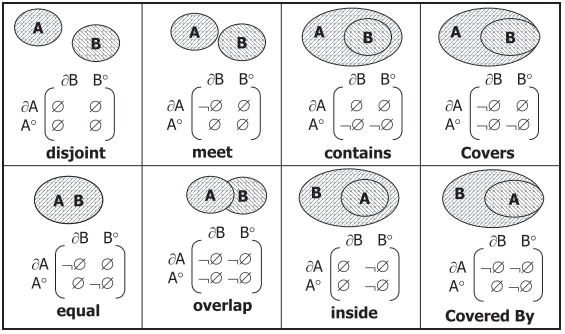 A
B
∂B B°
∂A ∅ ∅
A° ∅ ∅
disjoint
A
B
∂B B°
∂A ¬∅ ∅
A° ∅ ∅
meet
A B
∂B B°
∂A ∅ ∅
A° ¬∅ ¬∅
contains
A B
∂B B°
∂A ¬∅ ∅
A° ¬∅ ¬∅
Covers
A B
∂B B°
∂A ¬∅ ∅
A° ∅ ¬∅
equal
A B
∂B B°
∂A ¬∅ ¬∅
A° ¬∅ ¬∅
overlap
B A
∂B B°
∂A ∅ ¬∅
A° ∅ ¬∅
inside
B A
∂B B°
∂A ¬∅ ¬∅
A° ∅ ¬∅
Covered By